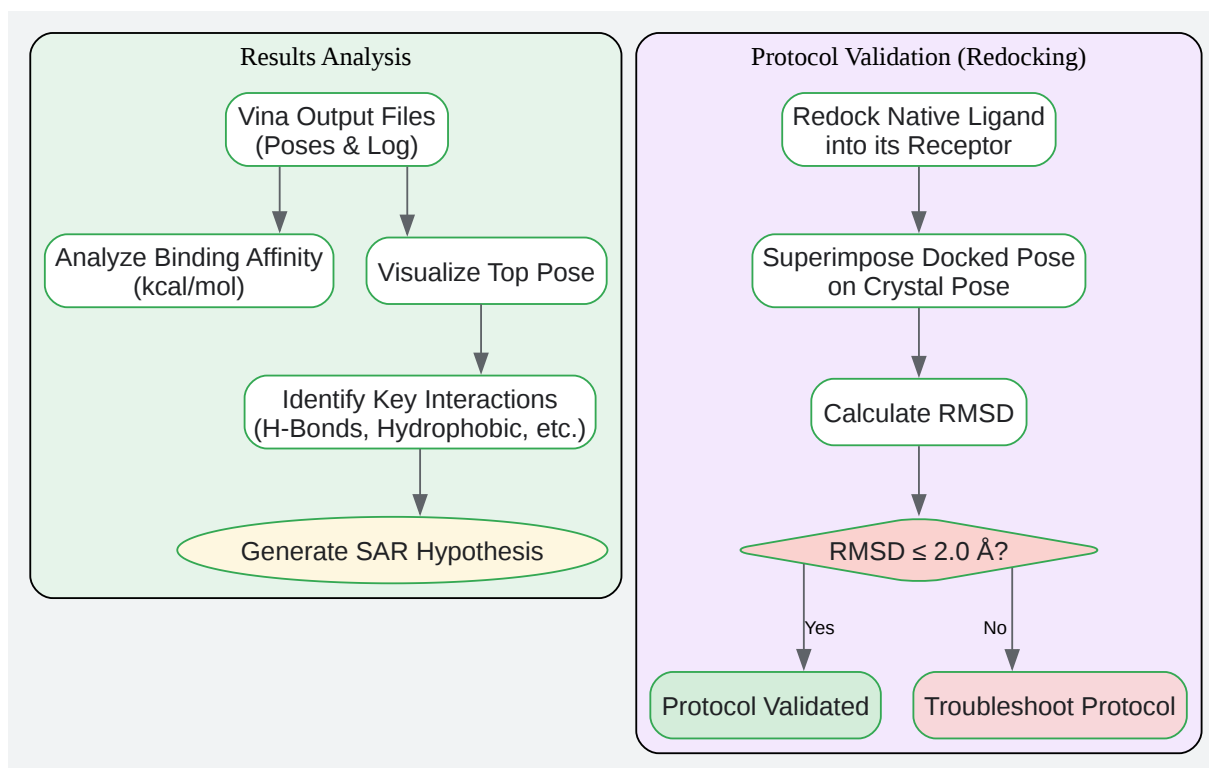 Results Analysis
Vina Output Files
(Poses & Log)
Analyze Binding Affinity
(kcal/mol)
Visualize Top Pose
Identify Key Interactions
(H-Bonds, Hydrophobic, etc.)
Generate SAR Hypothesis
Protocol Validation (Redocking)
Redock Native Ligand
into its Receptor
Superimpose Docked Pose
on Crystal Pose
Calculate RMSD
RMSD ≤ 2.0 Å?
Yes
No
Protocol Validated
Troubleshoot Protocol